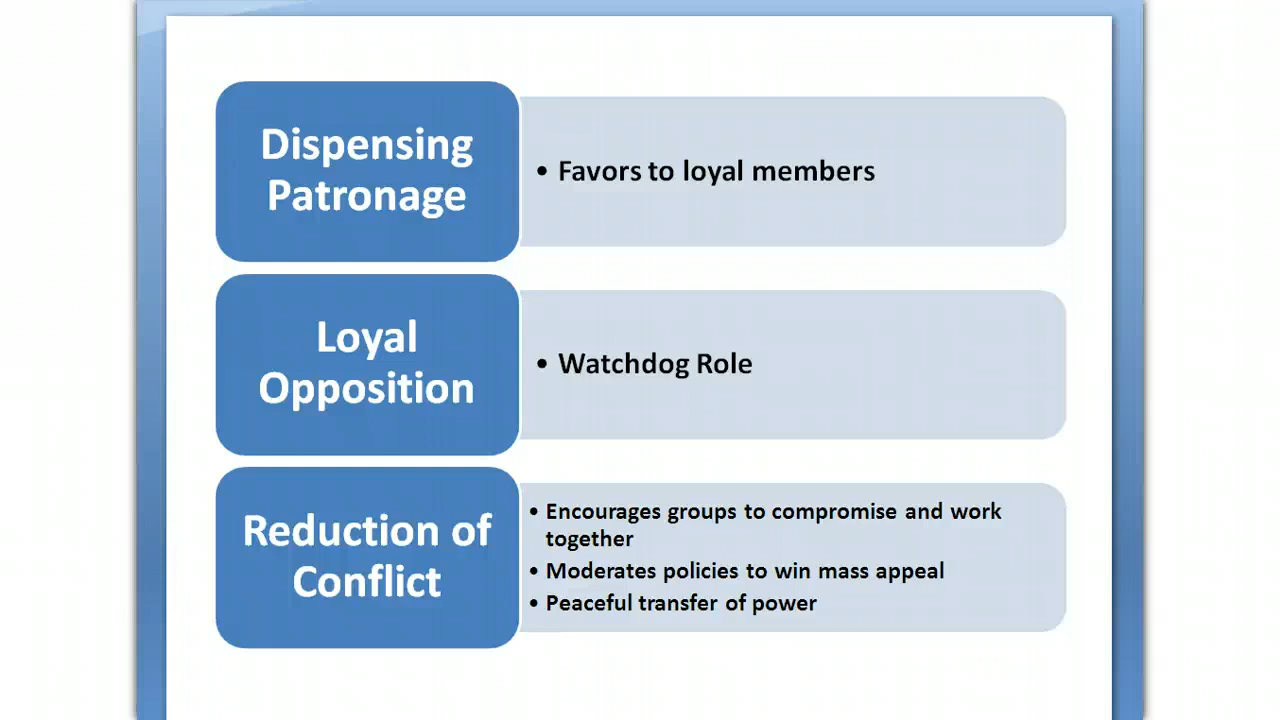 Dispensing
Patronage
• Favors to loyal members
Loyal
Opposition
• Watchdog Role
Reduction of
Conflict
• Encourages groups to compromise and work
together
• Moderates policies to win mass appeal
• Peaceful transfer of power